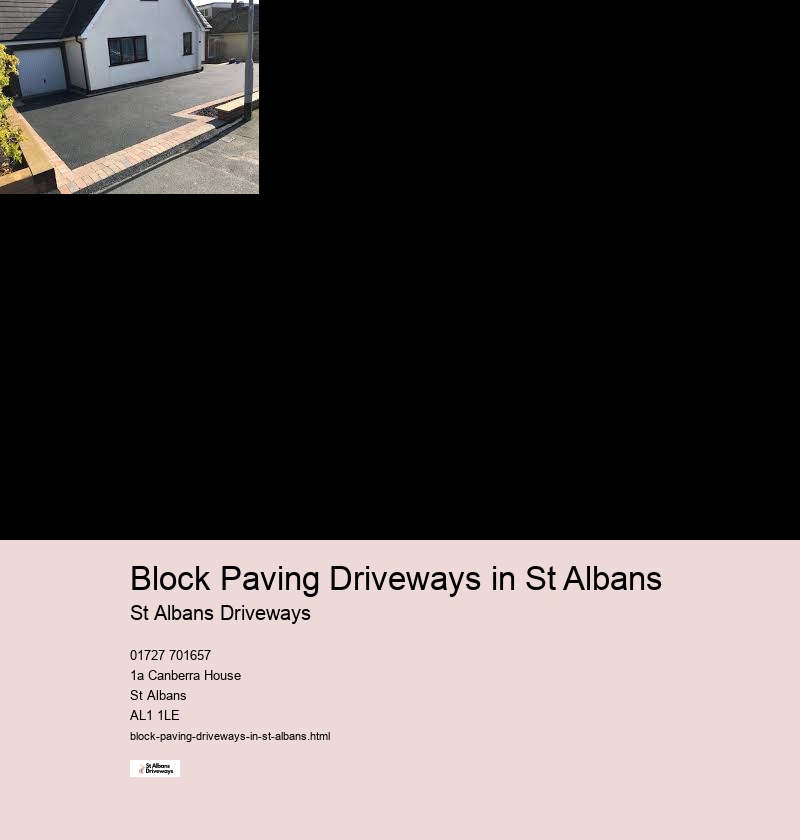 Block Paving Driveways in St Albans
St Albans Driveways
01727 701657
1a Canberra House
St Albans
AL1 1LE
block-paving-driveways-in-st-albans.html
St Albans
Driveways